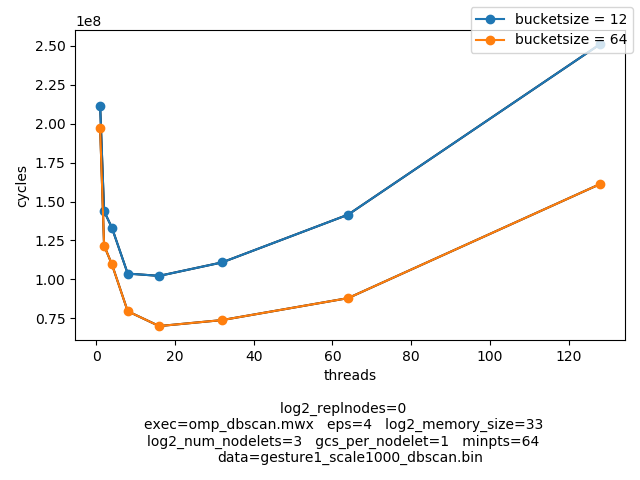 1e8
bucketsize = 12
bucketsize = 64
2.50
2.25
2.00
1.75
1.50
1.25
1.00
0.75
cycles
0 20 40 60 80 100 120
threads
log2_replnodes=0
exec=omp_dbscan.mwx eps=4 log2_memory_size=33
log2_num_nodelets=3 gcs_per_nodelet=1 minpts=64
data=gesture1_scale1000_dbscan.bin